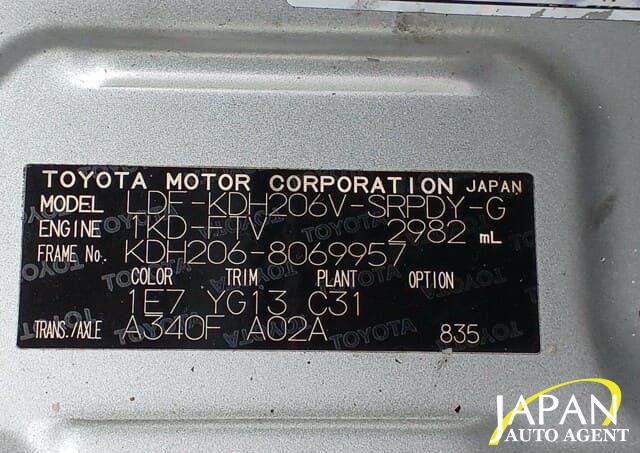 TOYOTA MOTOR CORPORATION JAPAN
MODEL LDF-KDH206V-SRPDY-G
ENGINE 1KD-FTV 2982 mL
FRAME No. KDH206-8069957
COLOR TRIM PLANT OPTION
1E7 YG13 C31
TRANS./AXLE A340F A02A 835
JAPAN
AUTO AGENT